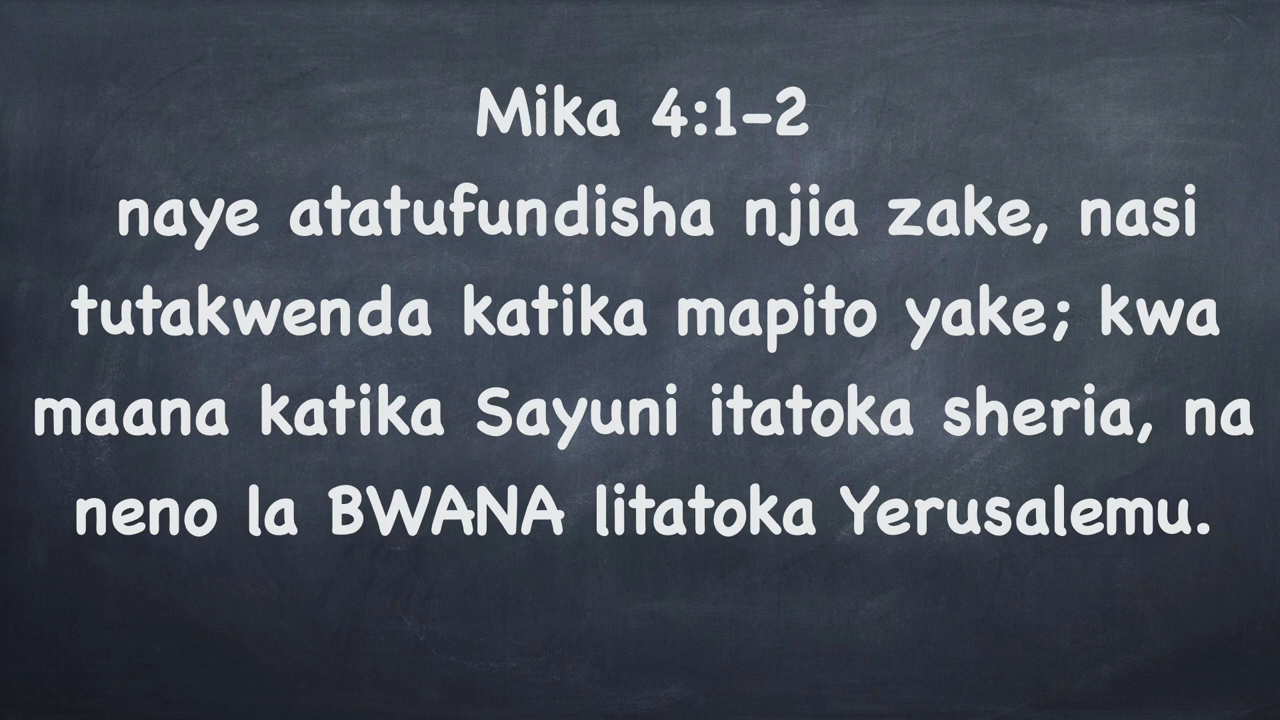 Mika 4:1-2
naye atatufundisha njia zake, nasi
tutakwenda katika mapito yake; kwa
maana katika Sayuni itatoka sheria, na
neno la BWANA litatoka Yerusalemu.